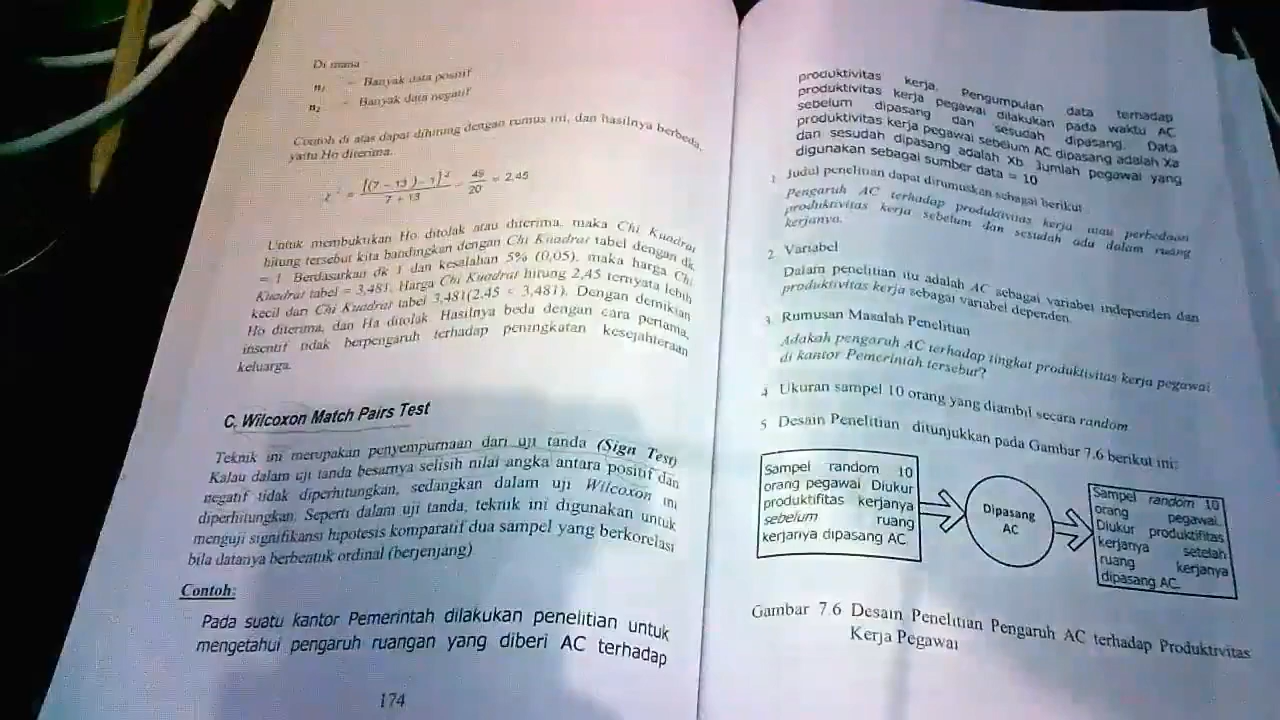 Di mana
n₁ = Banyak data positif
n₂ = Banyak data negatif
Contoh di atas dapat dihitung dengan rumus ini, dan hasilnya berbeda,
yaitu Ho diterima.
χ² = [(7 - 13) - 1]² / 7 + 13 = 49 / 20 = 2,45
Untuk membuktikan Ho ditolak atau diterima, maka Chi Kuadrat
hitung tersebut kita bandingkan dengan Chi Kuadrat tabel dengan dk
= 1. Berdasarkan dk 1 dan kesalahan 5% (0,05), maka harga Chi
Kuadrat tabel = 3,481. Harga Chi Kuadrat hitung 2,45 ternyata lebih
kecil dari Chi Kuadrat tabel 3,481(2.45 < 3,481). Dengan demikian
Ho diterima, dan Ha ditolak. Hasilnya beda dengan cara pertama,
insentif tidak berpengaruh terhadap peningkatan kesejahteraan
keluarga.
C. Wilcoxon Match Pairs Test
Teknik ini merupakan penyempurnaan dari uji tanda (Sign Test)
Kalau dalam uji tanda besarnya selisih nilai angka antara positif dan
negatif tidak diperhitungkan, sedangkan dalam uji Wilcoxon ini
diperhitungkan. Seperti dalam uji tanda, teknik ini digunakan untuk
menguji signifikansi hipotesis komparatif dua sampel yang berkorelasi
bila datanya berbentuk ordinal (berjenjang)
Contoh:
Pada suatu kantor Pemerintah dilakukan penelitian untuk
mengetahui pengaruh ruangan yang diberi AC terhadap
174
produktivitas kerja. Pengumpulan data terhadap
produktivitas kerja pegawai dilakukan pada waktu AC
sebelum dipasang dan sesudah dipasang. Data
produktivitas kerja pegawai sebelum AC dipasang adalah Xa
dan sesudah dipasang adalah Xb. Jumlah pegawai yang
digunakan sebagai sumber data = 10
1 Judul penelitian dapat dirumuskan sebagai berikut
Pengaruh AC terhadap produktivitas kerja atau perbedaan
produktivitas kerja sebelum dan sesudah ada dalam ruang
kerjanya.
2 Variabel
Dalam penelitian itu adalah AC sebagai variabel independen dan
produktivitas kerja sebagai variabel dependen.
3 Rumusan Masalah Penelitian
Adakah pengaruh AC terhadap tingkat produktivitas kerja pegawai
di kantor Pemerintah tersebut?
4 Ukuran sampel 10 orang yang diambil secara random
5 Desain Penelitian ditunjukkan pada Gambar 7.6 berikut ini:
Sampel random 10
orang pegawai Diukur
produktifitas kerjanya
sebelum ruang
kerjanya dipasang AC
Dipasang
AC
Sampel random 10
orang pegawai.
Diukur produktifitas
kerjanya setelah
ruang kerjanya
dipasang AC.
Gambar 7.6 Desain Penelitian Pengaruh AC terhadap Produktivitas
Kerja Pegawai